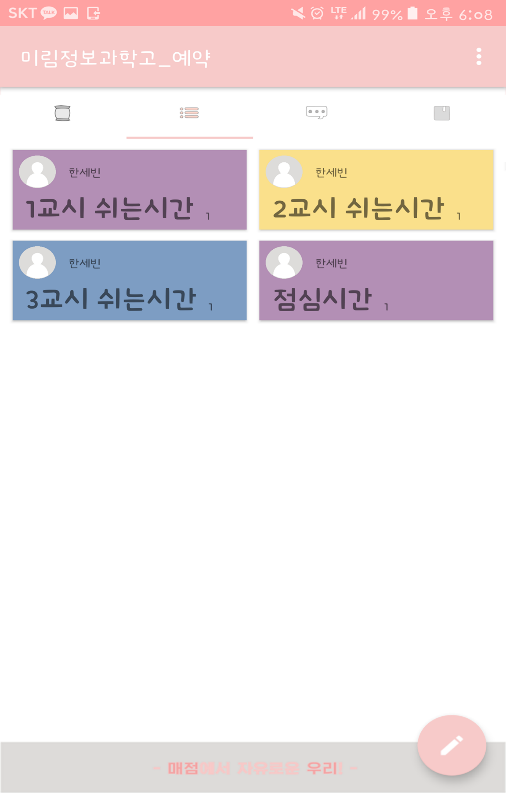 SKT TALK LTE 99% 오후 6:08
미림정보과학고_예약
한세빈
1교시 쉬는시간 1
한세빈
2교시 쉬는시간 1
한세빈
3교시 쉬는시간 1
한세빈
점심시간 1
- 매점에서 자유를 우리 -